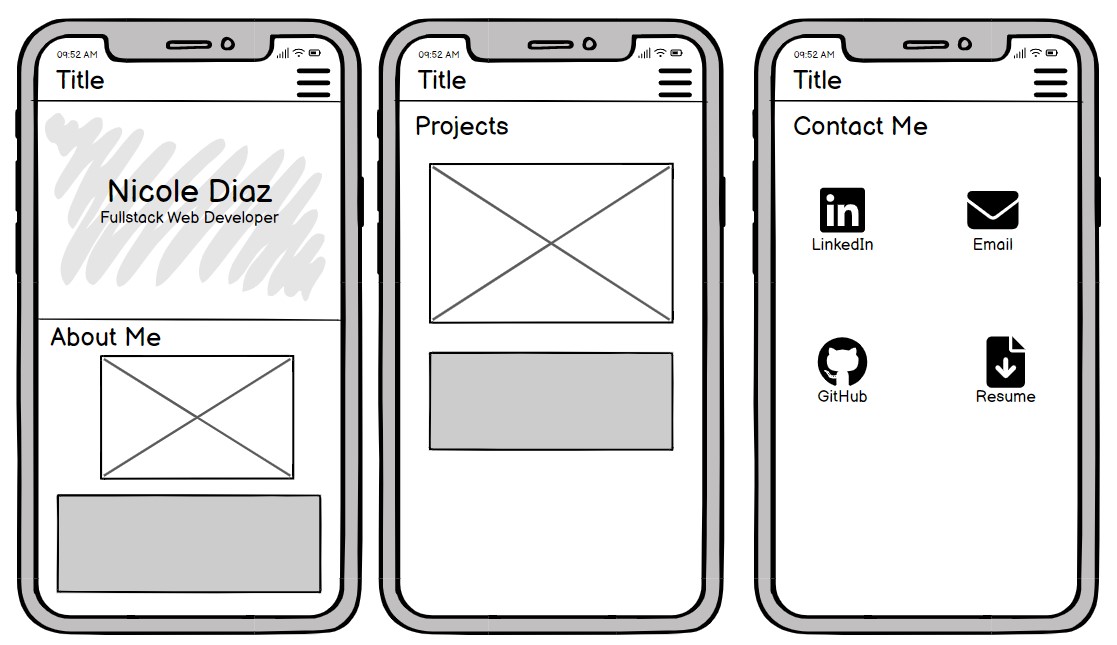 09:52 AM
Title
Nicole Diaz
Fullstack Web Developer
About Me
09:52 AM
Title
Projects
09:52 AM
Title
Contact Me
in
LinkedIn
Email
GitHub
Resume